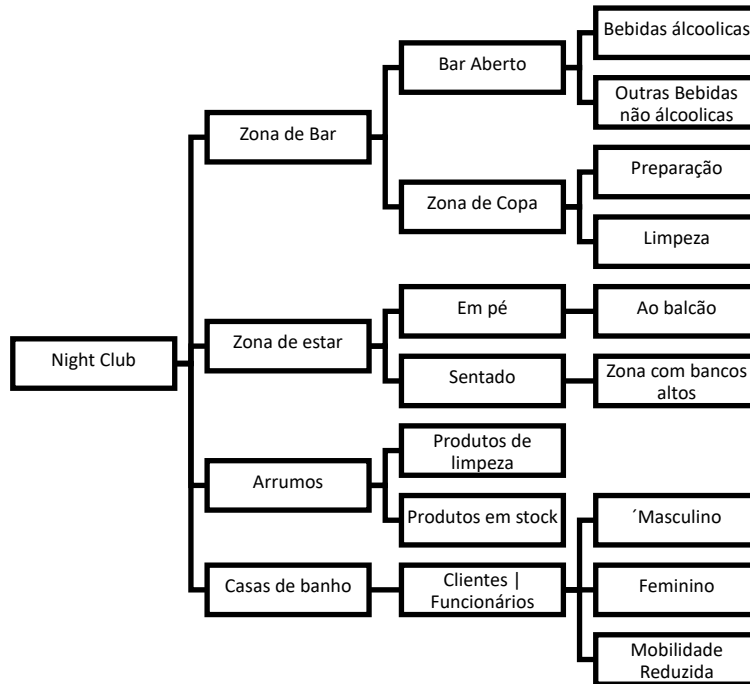 Night Club
Zona de Bar
Bar Aberto
Bebidas álcoolicas
Outras Bebidas
não álcoolicas
Zona de Copa
Preparação
Limpeza
Zona de estar
Em pé
Ao balcão
Sentado
Zona com bancos
altos
Arrumos
Produtos de
limpeza
Produtos em stock
Casas de banho
Clientes |
Funcionários
´Masculino
Feminino
Mobilidade
Reduzida